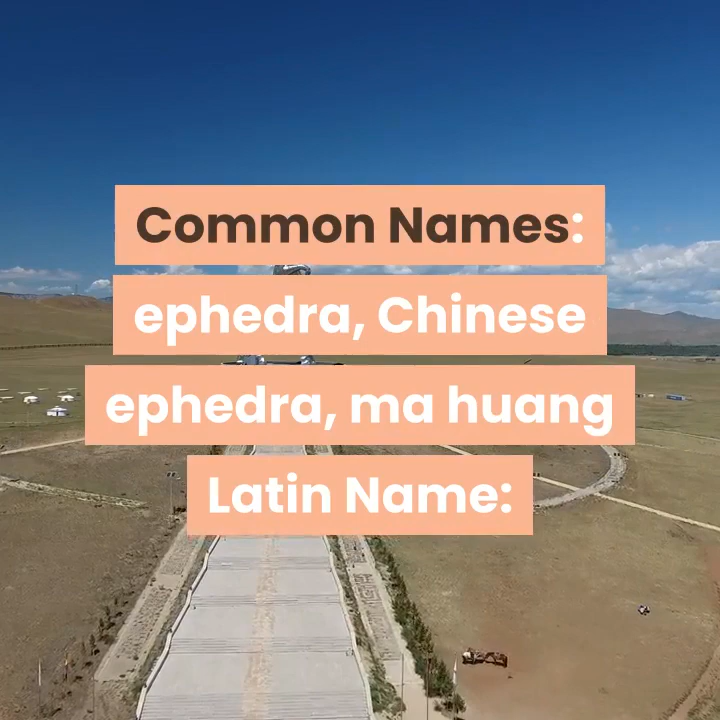 Common Names:
ephedra, Chinese
ephedra, ma huang
Latin Name: